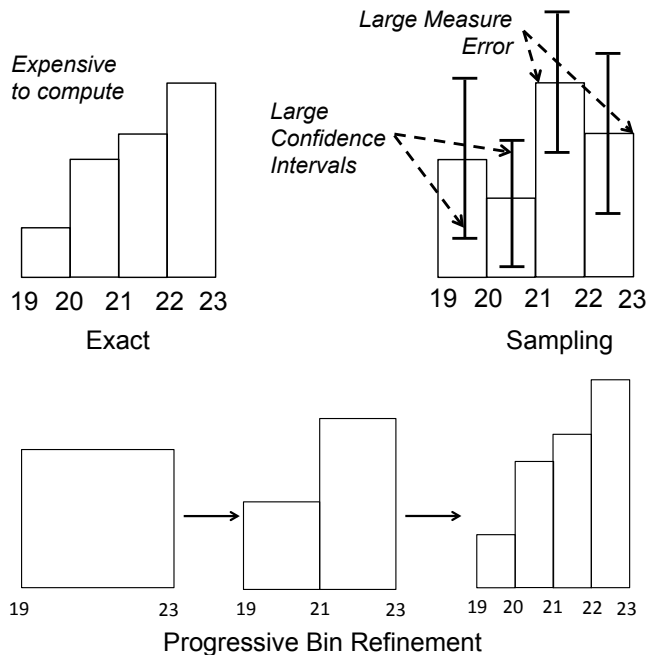 Expensive
to compute
19 20 21 22 23
Exact
Large Measure
Error
Large
Confidence
Intervals
19 20 21 22 23
Sampling
19 23
19 21 23
19 20 21 22 23
Progressive Bin Refinement